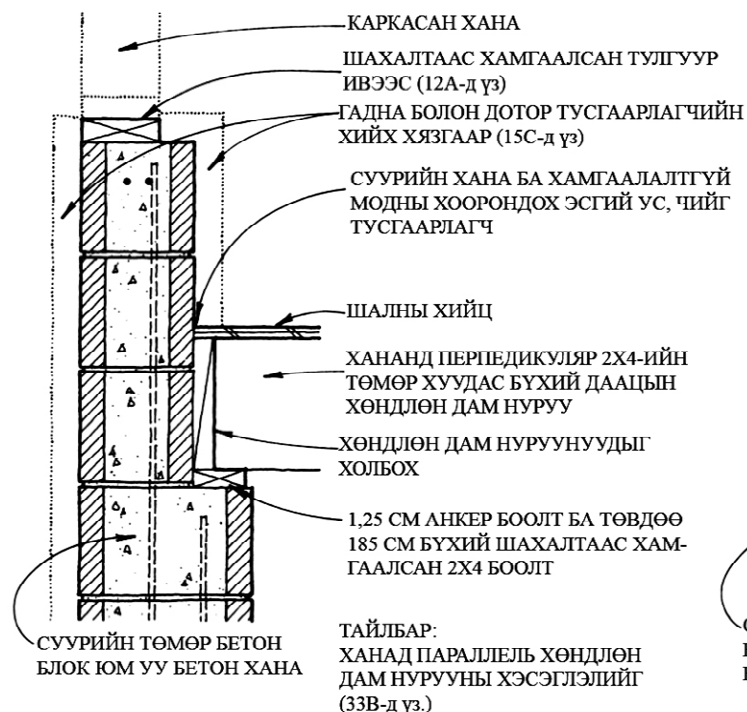 КАРКАСАН ХАНА
ШАХАЛТААС ХАМГААЛСАН ТУЛГУУР
ИВЭЭС (12А-д үз)
ГАДНА БОЛОН ДОТОР ТУСГААРЛАГЧИЙН
ХИЙХ ХЯЗГААР (15С-д үз)
СУУРИЙН ХАНА БА ХАМГААЛАЛТГҮЙ
МОДНЫ ХООРОНДОХ ЭСГИЙ УС, ЧИЙГ
ТУСГААРЛАГЧ
ШАЛНЫ ХИЙЦ
ХАНАНД ПЕРПЕДИКУЛЯР 2Х4-ИЙН
ТӨМӨР ХУУДАС БҮХИЙ ДААЦЫН
ХӨНДЛӨН ДАМ НУРУУ
ХӨНДЛӨН ДАМ НУРУУНУУДЫГ
ХОЛБОХ
1,25 СМ АНКЕР БООЛТ БА ТӨВДӨӨ
185 СМ БҮХИЙ ШАХАЛТААС ХАМ-
ГААЛСАН 2Х4 БООЛТ
СУУРИЙН ТӨМӨР БЕТОН
БЛОК ЮМ УУ БЕТОН ХАНА
ТАЙЛБАР:
ХАНАД ПАРАЛЛЕЛЬ ХӨНДЛӨН
ДАМ НУРУУНЫ ХЭСЭГЛЭЛИЙГ
(33В-д үз.)